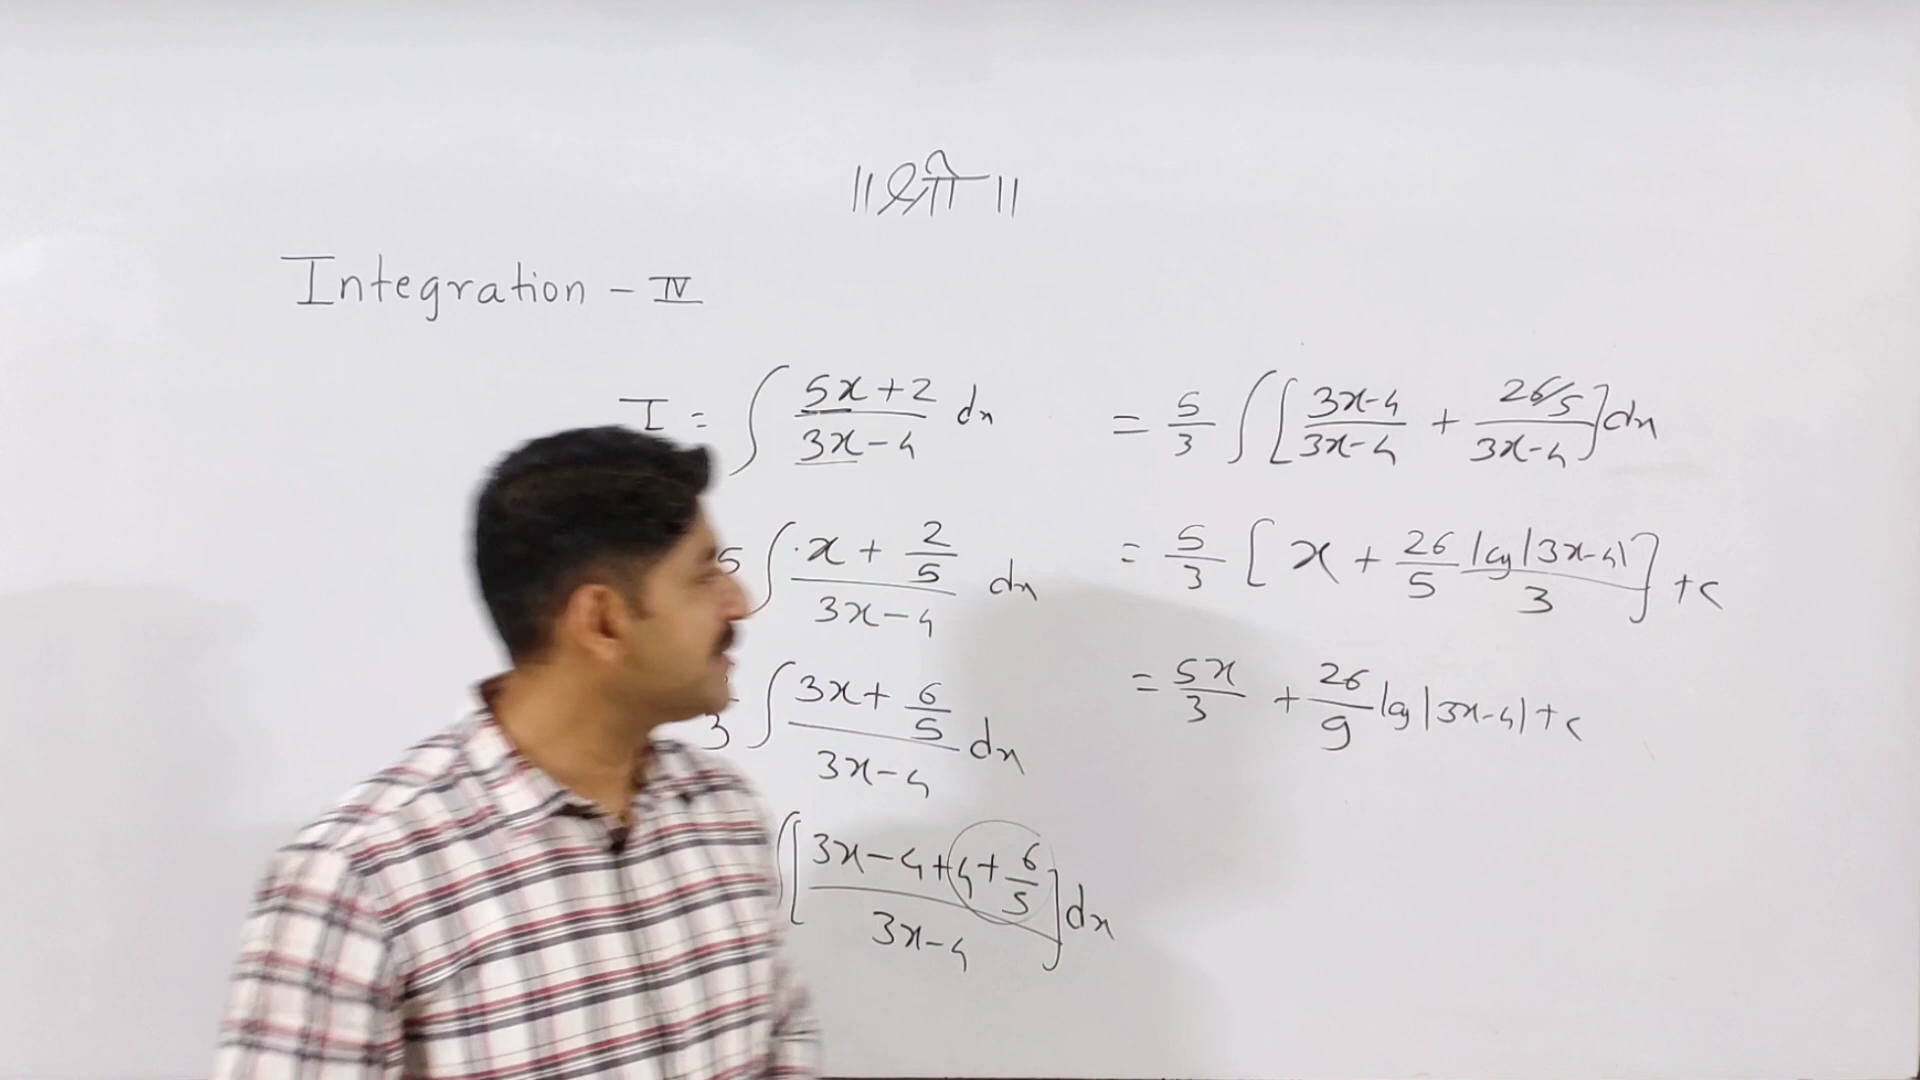 ॥ श्री ॥
Integration - IV
I = ∫ (5x+2)/(3x-4) dx
5 ∫ (x + 2/5)/(3x-4) dx
3 ∫ (3x + 6/5)/(3x-4) dx
∫ [(3x-4+4+6/5)/(3x-4)] dx
= 5/3 ∫ [(3x-4)/(3x-4) + (26/5)/(3x-4)] dx
= 5/3 [x + 26/5 log|3x-4|/3] + c
= 5x/3 + 26/9 log|3x-4| + c